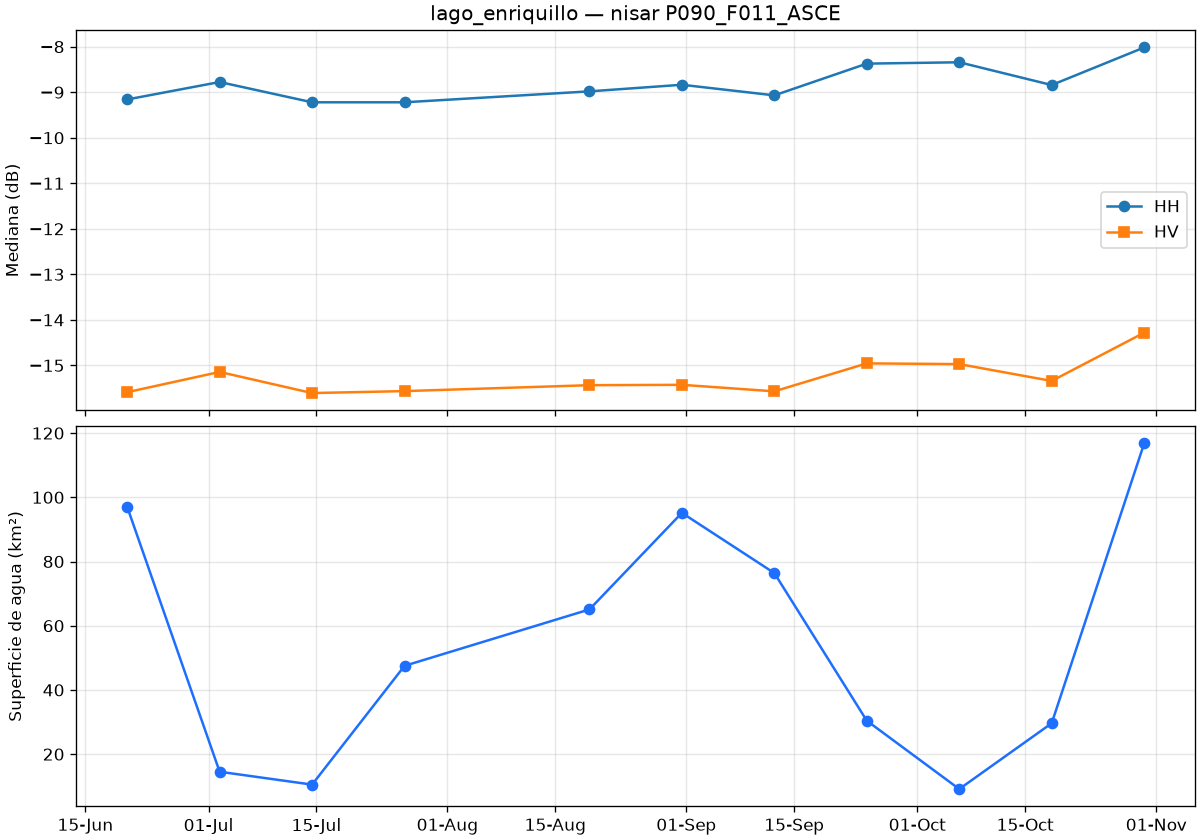 lago_enriquillo — nisar P090_F011_ASCE
Mediana (dB)
−8
−9
−10
−11
−12
−13
−14
−15
HH
HV
Superficie de agua (km²)
120
100
80
60
40
20
15-Jun 01-Jul 15-Jul 01-Aug 15-Aug 01-Sep 15-Sep 01-Oct 15-Oct 01-Nov